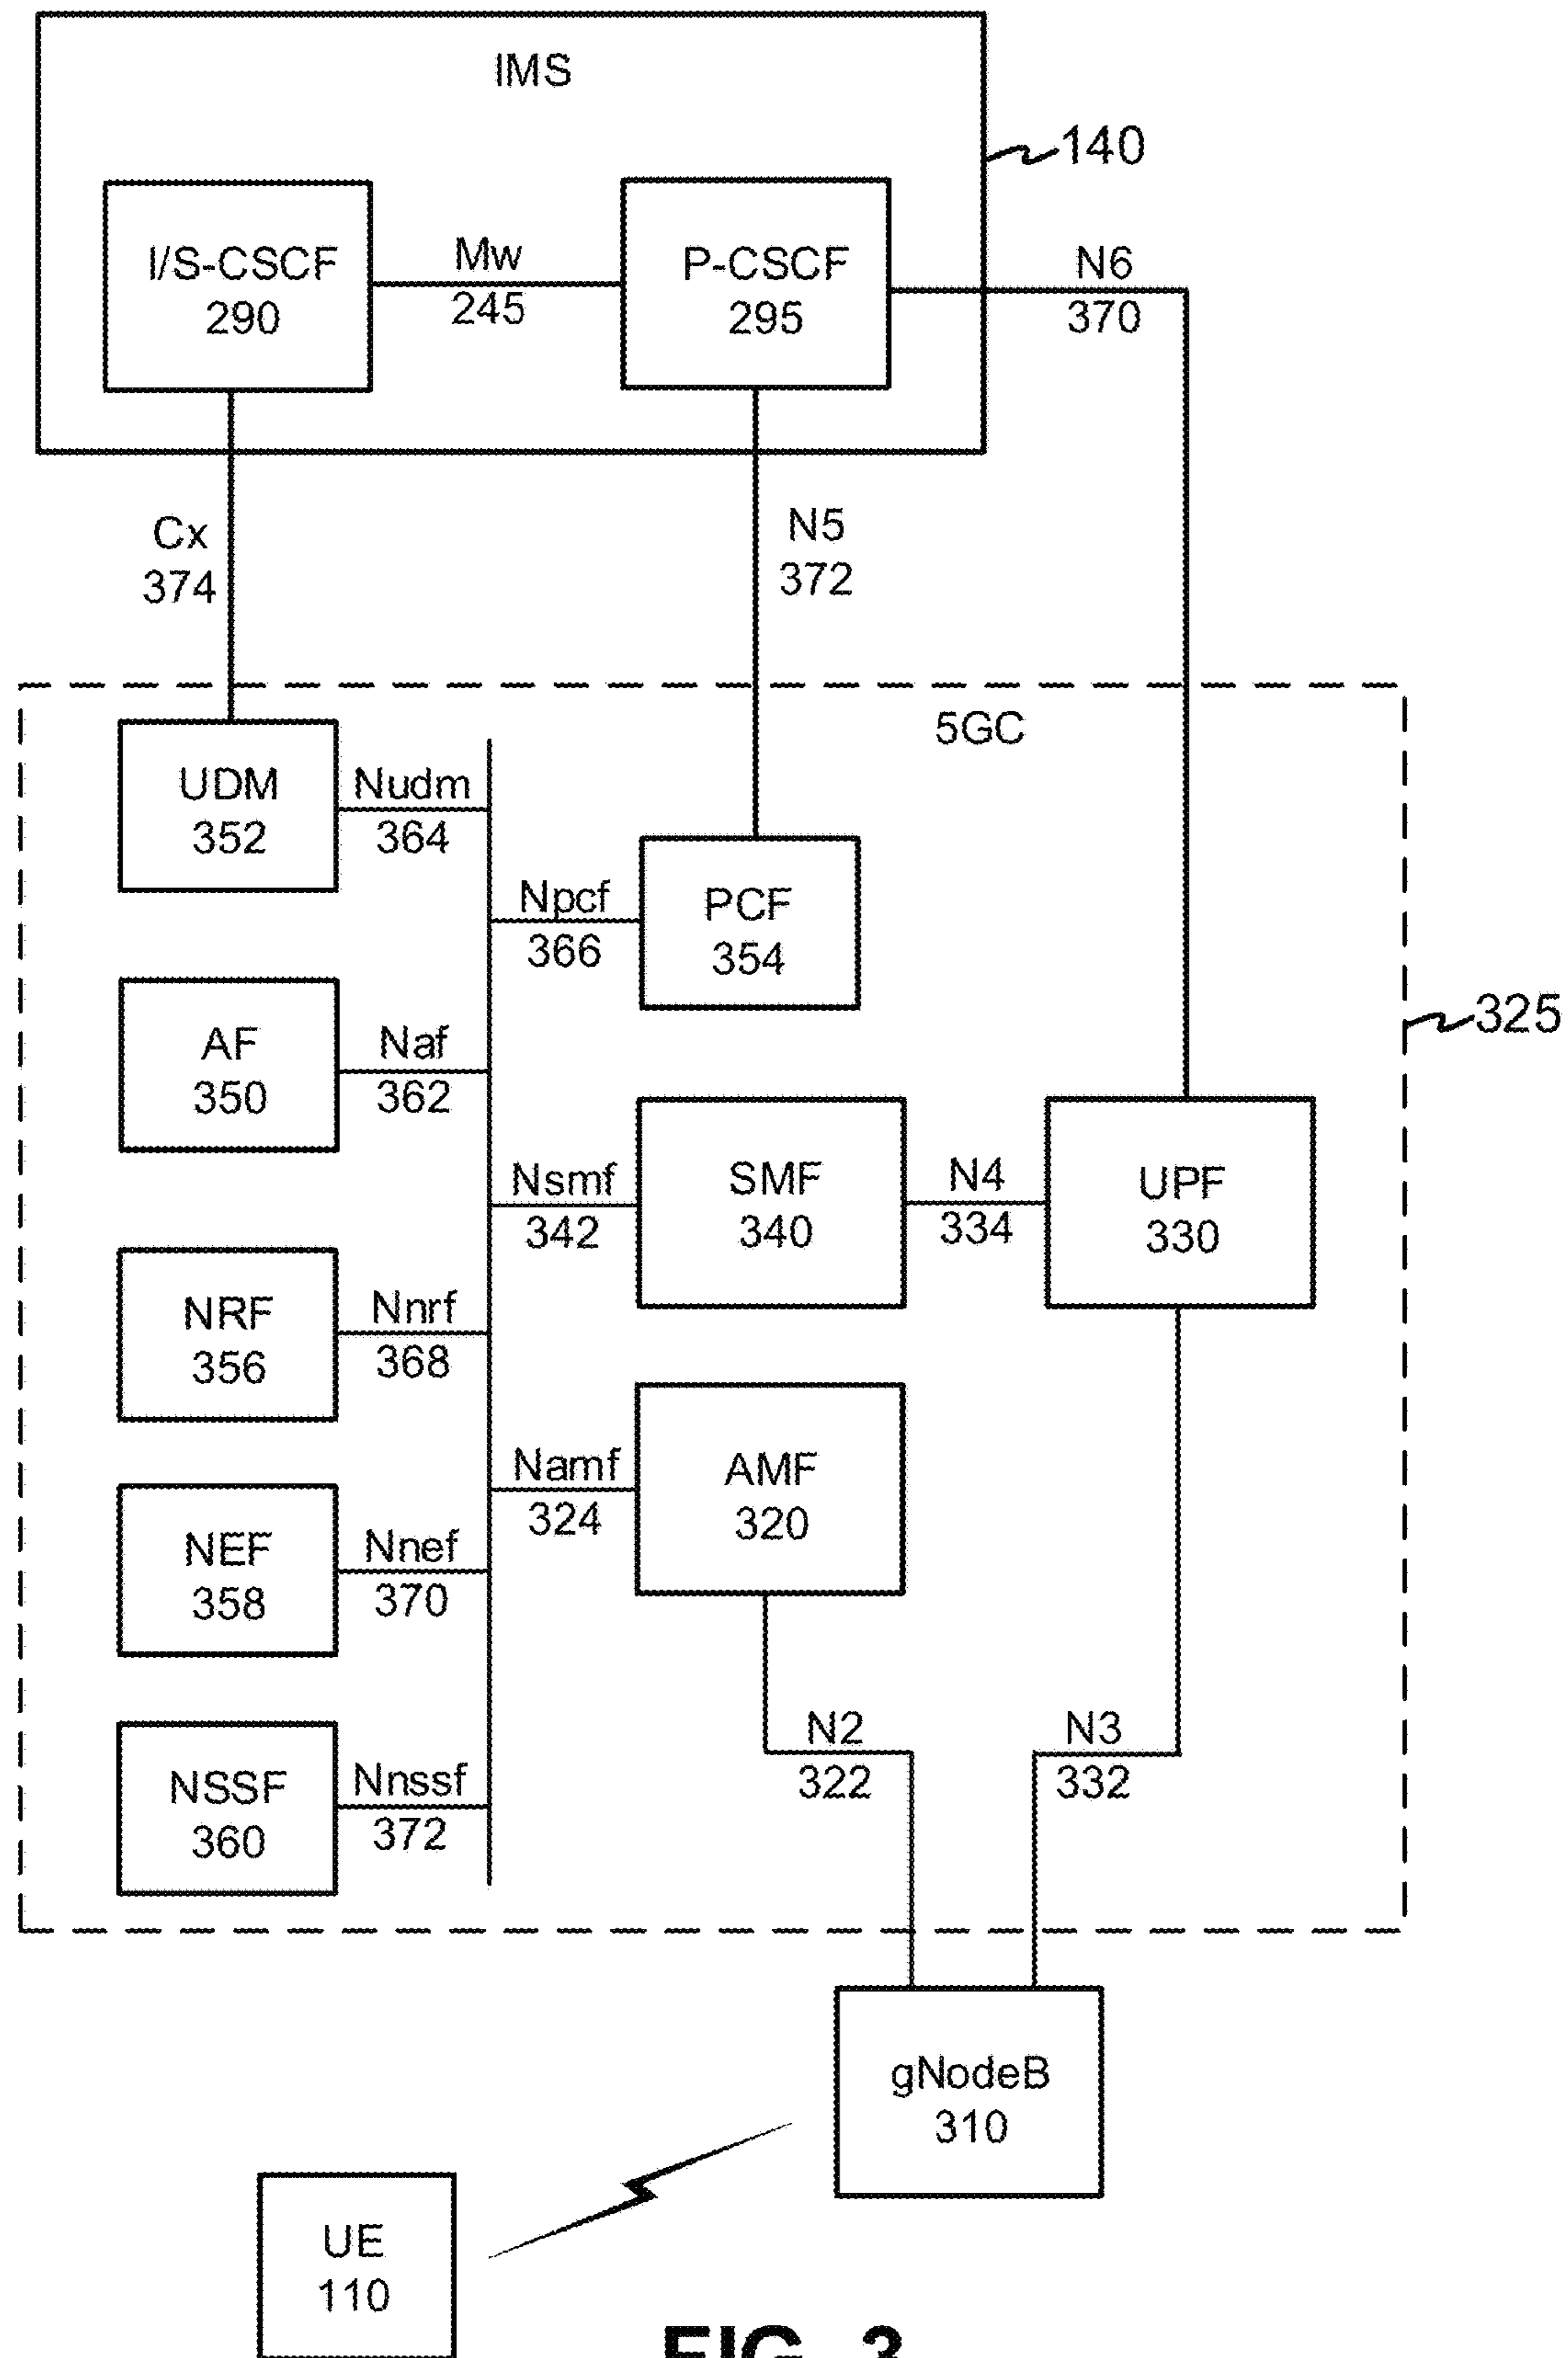 IMS
140
I/S-CSCF
290
Mw
245
P-CSCF
295
N6
370
Cx
374
N5
372
5GC
325
UDM
352
Nudm
364
Npcf
366
PCF
354
AF
350
Naf
362
Nsmf
342
SMF
340
N4
334
UPF
330
NRF
356
Nnrf
368
Namf
324
AMF
320
NEF
358
Nnef
370
NSSF
360
Nnssf
372
N2
322
N3
332
gNodeB
310
UE
110
FIG. 3